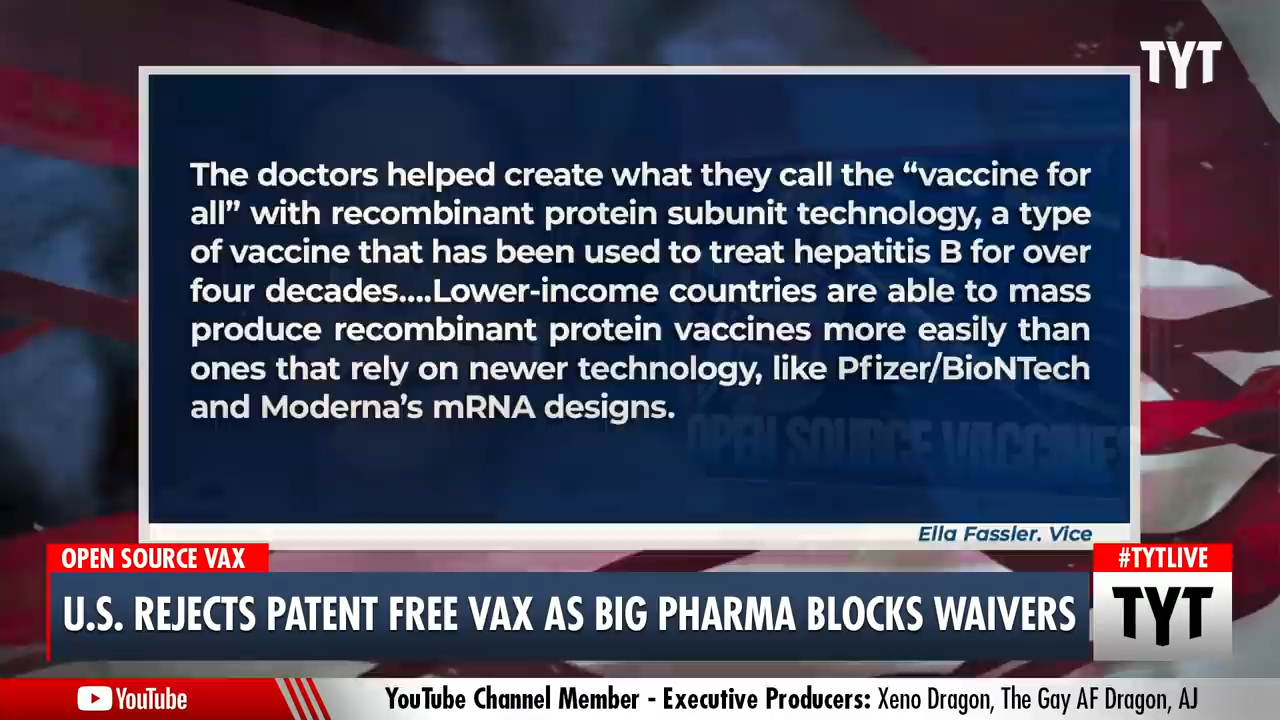 TYT
The doctors helped create what they call the “vaccine for
all” with recombinant protein subunit technology, a type
of vaccine that has been used to treat hepatitis B for over
four decades....Lower-income countries are able to mass
produce recombinant protein vaccines more easily than
ones that rely on newer technology, like Pfizer/BioNTech
and Moderna’s mRNA designs.
OPEN SOURCE VACCINES
Ella Fassler, Vice
OPEN SOURCE VAX
#TYTLIVE
U.S. REJECTS PATENT FREE VAX AS BIG PHARMA BLOCKS WAIVERS
TYT
YouTube
YouTube Channel Member - Executive Producers: Xeno Dragon, The Gay AF Dragon, AJ